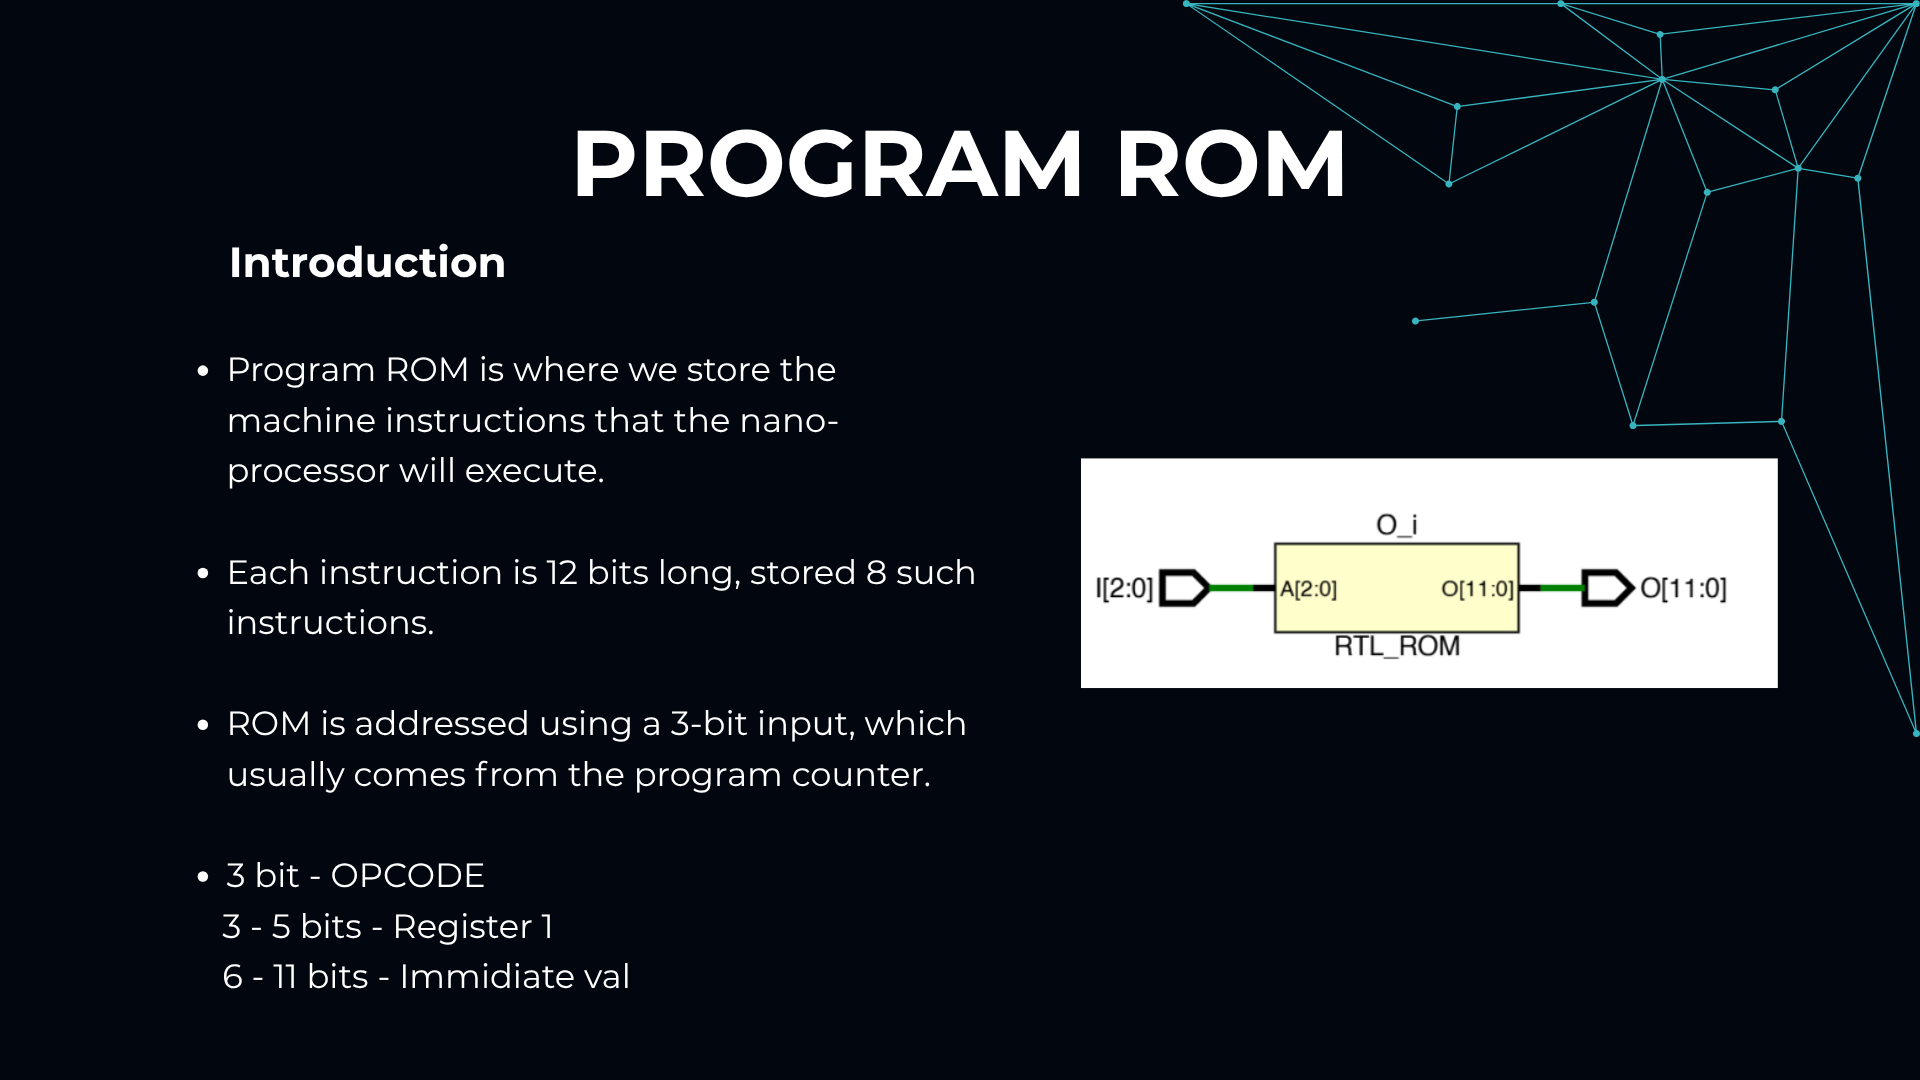 PROGRAM ROM
Introduction
• Program ROM is where we store the
machine instructions that the nano-
processor will execute.
• Each instruction is 12 bits long, stored 8 such
instructions.
• ROM is addressed using a 3-bit input, which
usually comes from the program counter.
• 3 bit - OPCODE
3 - 5 bits - Register 1
6 - 11 bits - Immidiate val
O_i
I[2:0] A[2:0] O[11:0] O[11:0]
RTL_ROM